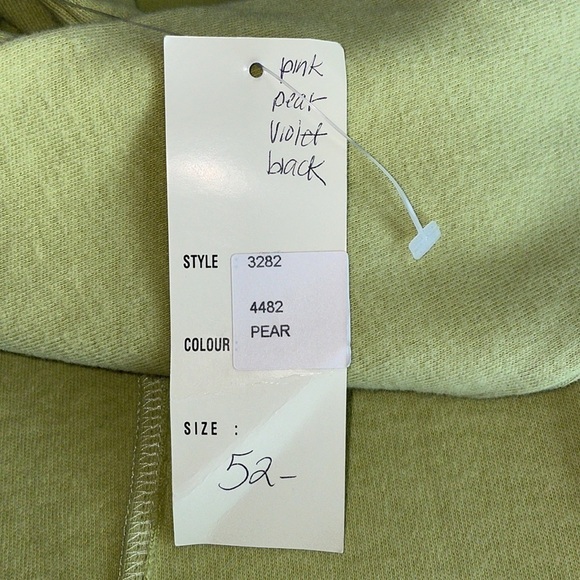 pink
pear
violet
black
STYLE 3282
4482
COLOUR PEAR
SIZE :
52-